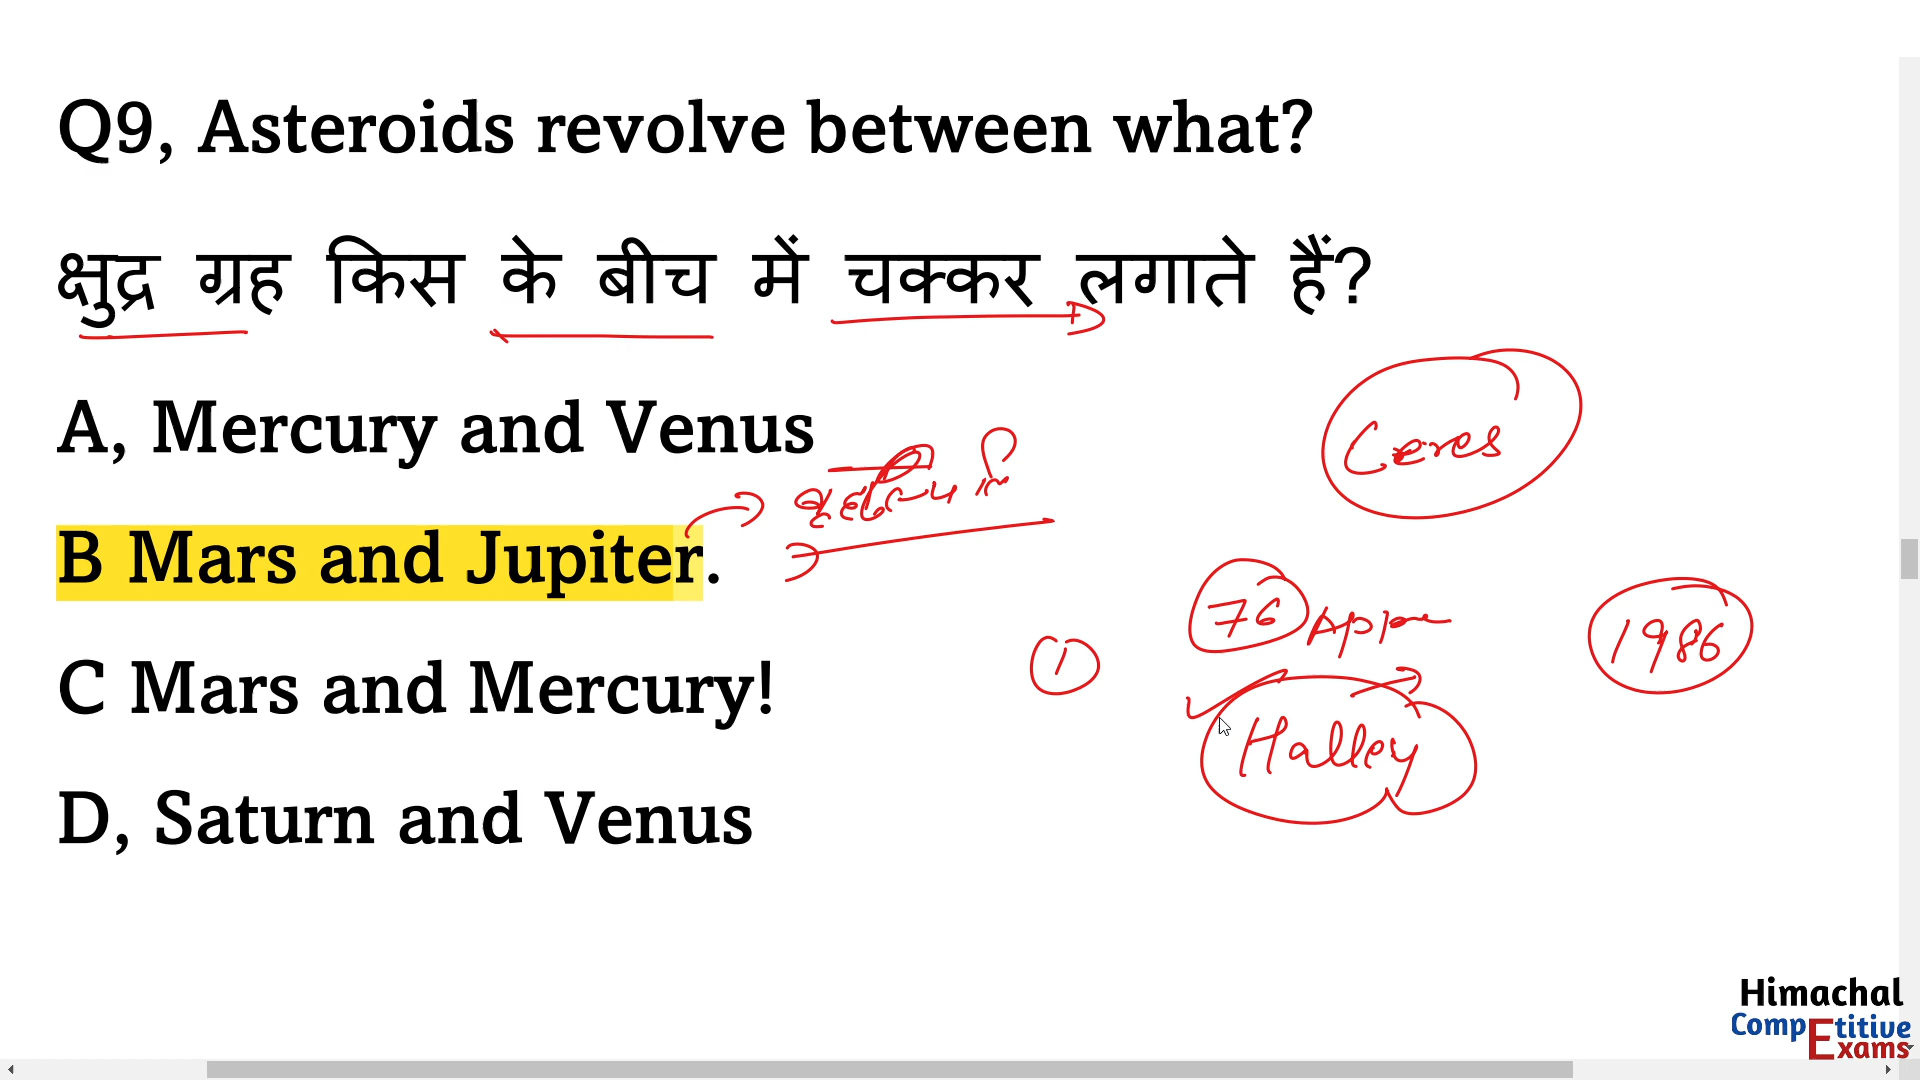 Q9, Asteroids revolve between what?
क्षुद्र ग्रह किस के बीच में चक्कर लगाते हैं?
A, Mercury and Venus
Ceres
B Mars and Jupiter.
76
1986
1
C Mars and Mercury!
Halley
D, Saturn and Venus
Himachal
CompEtitive
Exams